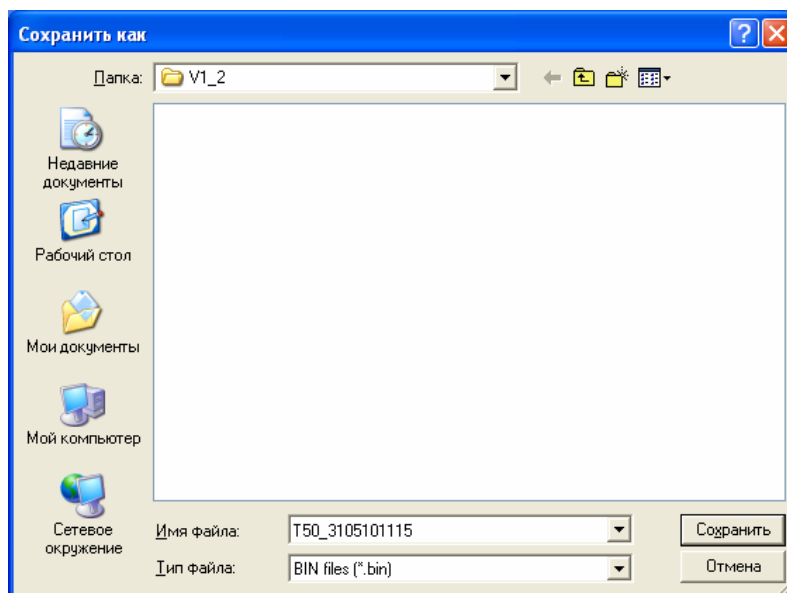 Сохранить как
Папка: V1_2
Недавние
документы
Рабочий стол
Мои документы
Мой компьютер
Сетевое
окружение
Имя файла: T50_3105101115 Сохранить
Тип файла: BIN files (*.bin) Отмена